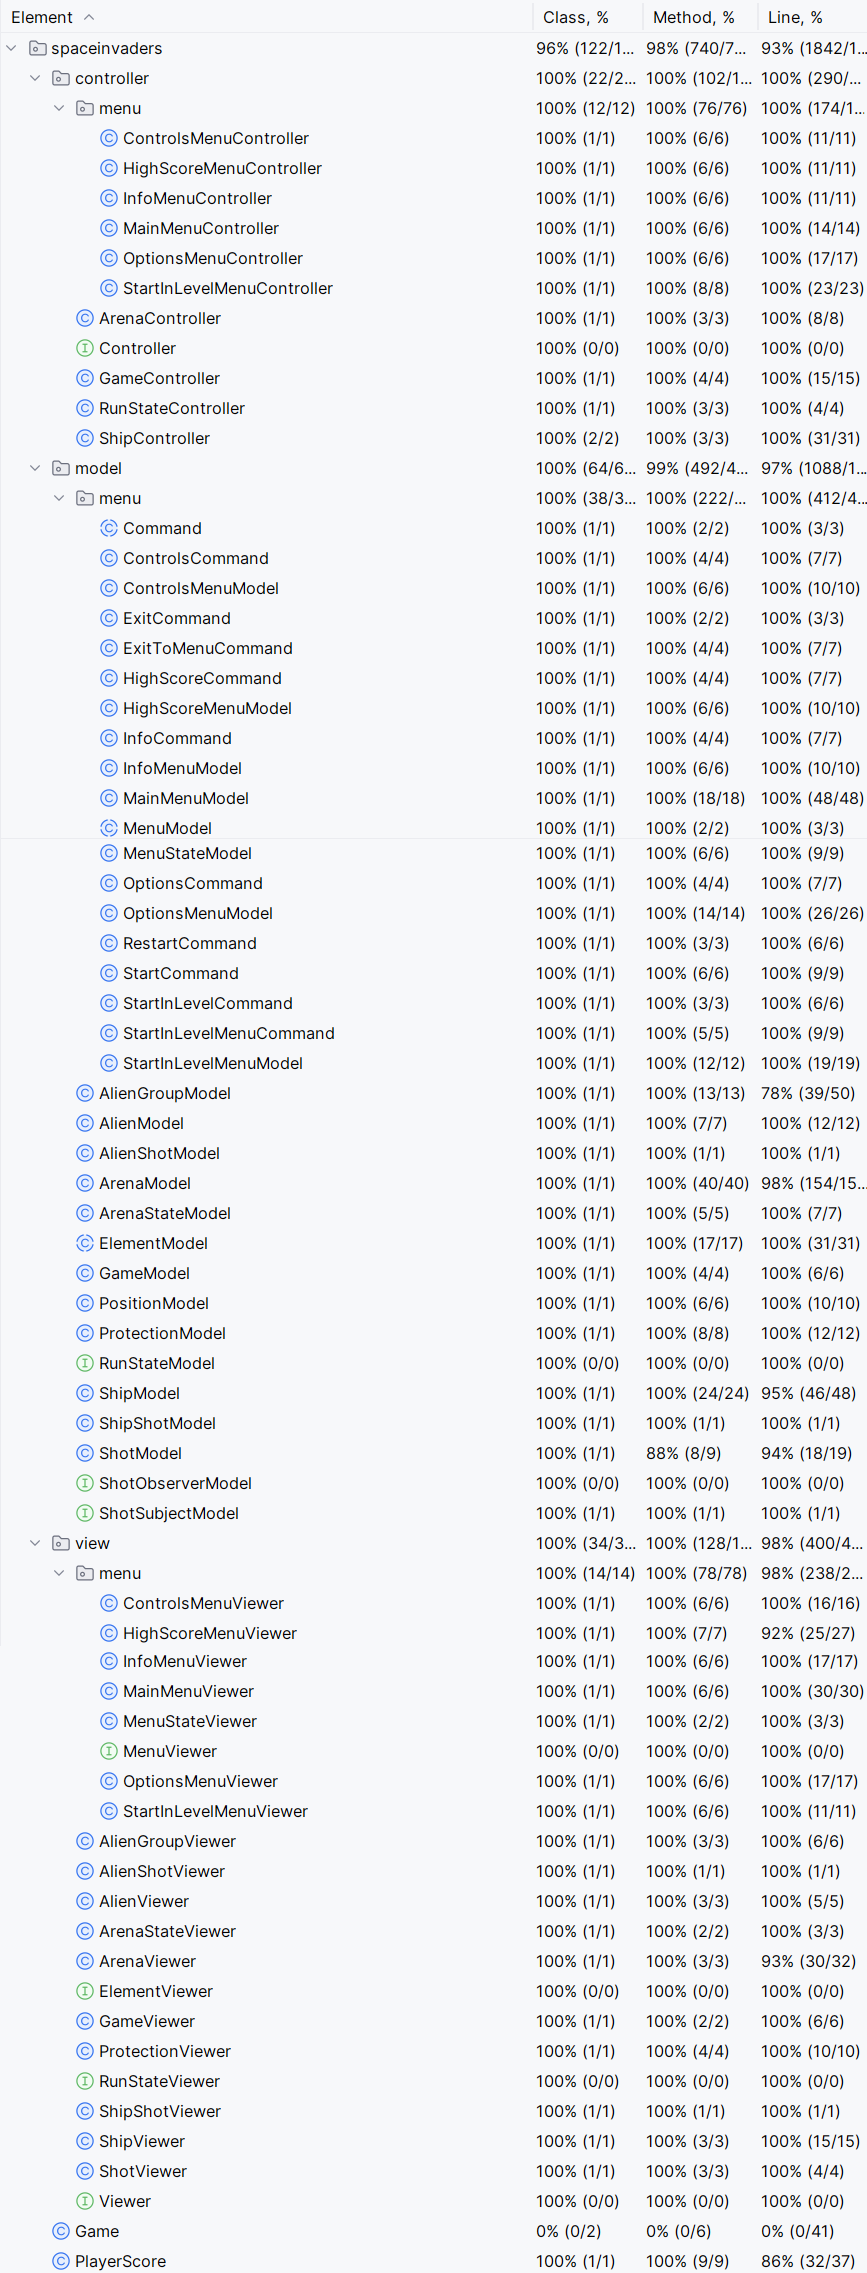 Element Class, % Method, % Line, %
spaceinvaders 96% (122/1... 98% (740/7... 93% (1842/1...
controller 100% (22/2... 100% (102/1... 100% (290/...
menu 100% (12/12) 100% (76/76) 100% (174/1...
ControlsMenuController 100% (1/1) 100% (6/6) 100% (11/11)
HighScoreMenuController 100% (1/1) 100% (6/6) 100% (11/11)
InfoMenuController 100% (1/1) 100% (6/6) 100% (11/11)
MainMenuController 100% (1/1) 100% (6/6) 100% (14/14)
OptionsMenuController 100% (1/1) 100% (6/6) 100% (17/17)
StartInLevelMenuController 100% (1/1) 100% (8/8) 100% (23/23)
ArenaController 100% (1/1) 100% (3/3) 100% (8/8)
Controller 100% (0/0) 100% (0/0) 100% (0/0)
GameController 100% (1/1) 100% (4/4) 100% (15/15)
RunStateController 100% (1/1) 100% (3/3) 100% (4/4)
ShipController 100% (2/2) 100% (3/3) 100% (31/31)
model 100% (64/6... 99% (492/4... 97% (1088/1...
menu 100% (38/3... 100% (222/... 100% (412/4...
Command 100% (1/1) 100% (2/2) 100% (3/3)
ControlsCommand 100% (1/1) 100% (4/4) 100% (7/7)
ControlsMenuModel 100% (1/1) 100% (6/6) 100% (10/10)
ExitCommand 100% (1/1) 100% (2/2) 100% (3/3)
ExitToMenuCommand 100% (1/1) 100% (4/4) 100% (7/7)
HighScoreCommand 100% (1/1) 100% (4/4) 100% (7/7)
HighScoreMenuModel 100% (1/1) 100% (6/6) 100% (10/10)
InfoCommand 100% (1/1) 100% (4/4) 100% (7/7)
InfoMenuModel 100% (1/1) 100% (6/6) 100% (10/10)
MainMenuModel 100% (1/1) 100% (18/18) 100% (48/48)
MenuModel 100% (1/1) 100% (2/2) 100% (3/3)
MenuStateModel 100% (1/1) 100% (6/6) 100% (9/9)
OptionsCommand 100% (1/1) 100% (4/4) 100% (7/7)
OptionsMenuModel 100% (1/1) 100% (14/14) 100% (26/26)
RestartCommand 100% (1/1) 100% (3/3) 100% (6/6)
StartCommand 100% (1/1) 100% (6/6) 100% (9/9)
StartInLevelCommand 100% (1/1) 100% (3/3) 100% (6/6)
StartInLevelMenuCommand 100% (1/1) 100% (5/5) 100% (9/9)
StartInLevelMenuModel 100% (1/1) 100% (12/12) 100% (19/19)
AlienGroupModel 100% (1/1) 100% (13/13) 78% (39/50)
AlienModel 100% (1/1) 100% (7/7) 100% (12/12)
AlienShotModel 100% (1/1) 100% (1/1) 100% (1/1)
ArenaModel 100% (1/1) 100% (40/40) 98% (154/15...
ArenaStateModel 100% (1/1) 100% (5/5) 100% (7/7)
ElementModel 100% (1/1) 100% (17/17) 100% (31/31)
GameModel 100% (1/1) 100% (4/4) 100% (6/6)
PositionModel 100% (1/1) 100% (6/6) 100% (10/10)
ProtectionModel 100% (1/1) 100% (8/8) 100% (12/12)
RunStateModel 100% (0/0) 100% (0/0) 100% (0/0)
ShipModel 100% (1/1) 100% (24/24) 95% (46/48)
ShipShotModel 100% (1/1) 100% (1/1) 100% (1/1)
ShotModel 100% (1/1) 88% (8/9) 94% (18/19)
ShotObserverModel 100% (0/0) 100% (0/0) 100% (0/0)
ShotSubjectModel 100% (1/1) 100% (1/1) 100% (1/1)
view 100% (34/3... 100% (128/1... 98% (400/4...
menu 100% (14/14) 100% (78/78) 98% (238/2...
ControlsMenuViewer 100% (1/1) 100% (6/6) 100% (16/16)
HighScoreMenuViewer 100% (1/1) 100% (7/7) 92% (25/27)
InfoMenuViewer 100% (1/1) 100% (6/6) 100% (17/17)
MainMenuViewer 100% (1/1) 100% (6/6) 100% (30/30)
MenuStateViewer 100% (1/1) 100% (2/2) 100% (3/3)
MenuViewer 100% (0/0) 100% (0/0) 100% (0/0)
OptionsMenuViewer 100% (1/1) 100% (6/6) 100% (17/17)
StartInLevelMenuViewer 100% (1/1) 100% (6/6) 100% (11/11)
AlienGroupViewer 100% (1/1) 100% (3/3) 100% (6/6)
AlienShotViewer 100% (1/1) 100% (1/1) 100% (1/1)
AlienViewer 100% (1/1) 100% (3/3) 100% (5/5)
ArenaStateViewer 100% (1/1) 100% (2/2) 100% (3/3)
ArenaViewer 100% (1/1) 100% (3/3) 93% (30/32)
ElementViewer 100% (0/0) 100% (0/0) 100% (0/0)
GameViewer 100% (1/1) 100% (2/2) 100% (6/6)
ProtectionViewer 100% (1/1) 100% (4/4) 100% (10/10)
RunStateViewer 100% (0/0) 100% (0/0) 100% (0/0)
ShipShotViewer 100% (1/1) 100% (1/1) 100% (1/1)
ShipViewer 100% (1/1) 100% (3/3) 100% (15/15)
ShotViewer 100% (1/1) 100% (3/3) 100% (4/4)
Viewer 100% (0/0) 100% (0/0) 100% (0/0)
Game 0% (0/2) 0% (0/6) 0% (0/41)
PlayerScore 100% (1/1) 100% (9/9) 86% (32/37)